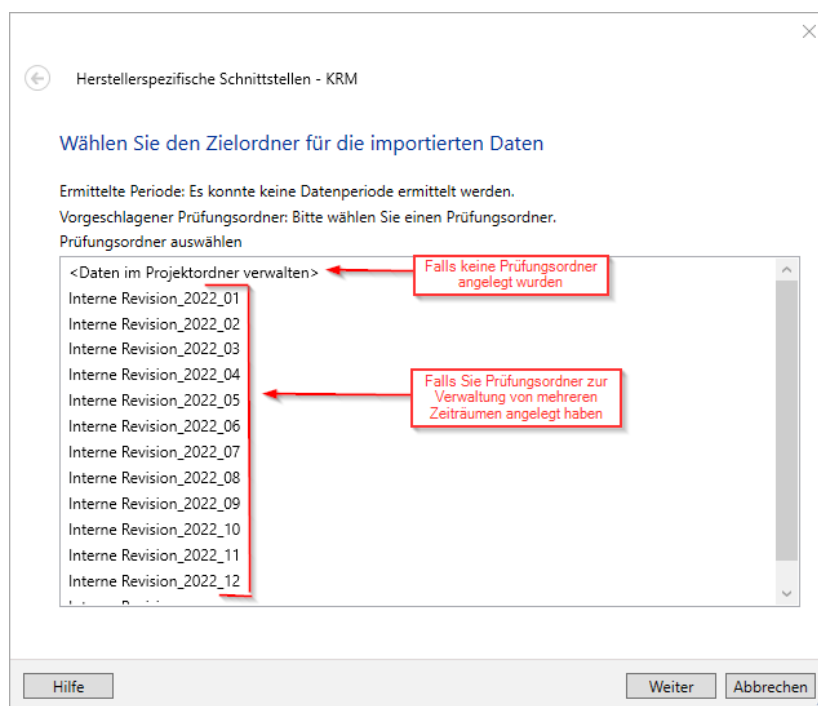 Herstellerspezifische Schnittstellen - KRM
Wählen Sie den Zielordner für die importierten Daten
Ermittelte Periode: Es konnte keine Datenperiode ermittelt werden.
Vorgeschlagener Prüfungsordner: Bitte wählen Sie einen Prüfungsordner.
Prüfungsordner auswählen
<Daten im Projektordner verwalten>
Falls keine Prüfungsordner
angelegt wurden
Interne Revision_2022_01
Interne Revision_2022_02
Interne Revision_2022_03
Interne Revision_2022_04
Interne Revision_2022_05
Interne Revision_2022_06
Interne Revision_2022_07
Interne Revision_2022_08
Interne Revision_2022_09
Interne Revision_2022_10
Interne Revision_2022_11
Interne Revision_2022_12
Falls Sie Prüfungsordner zur
Verwaltung von mehreren
Zeiträumen angelegt haben
Hilfe
Weiter
Abbrechen